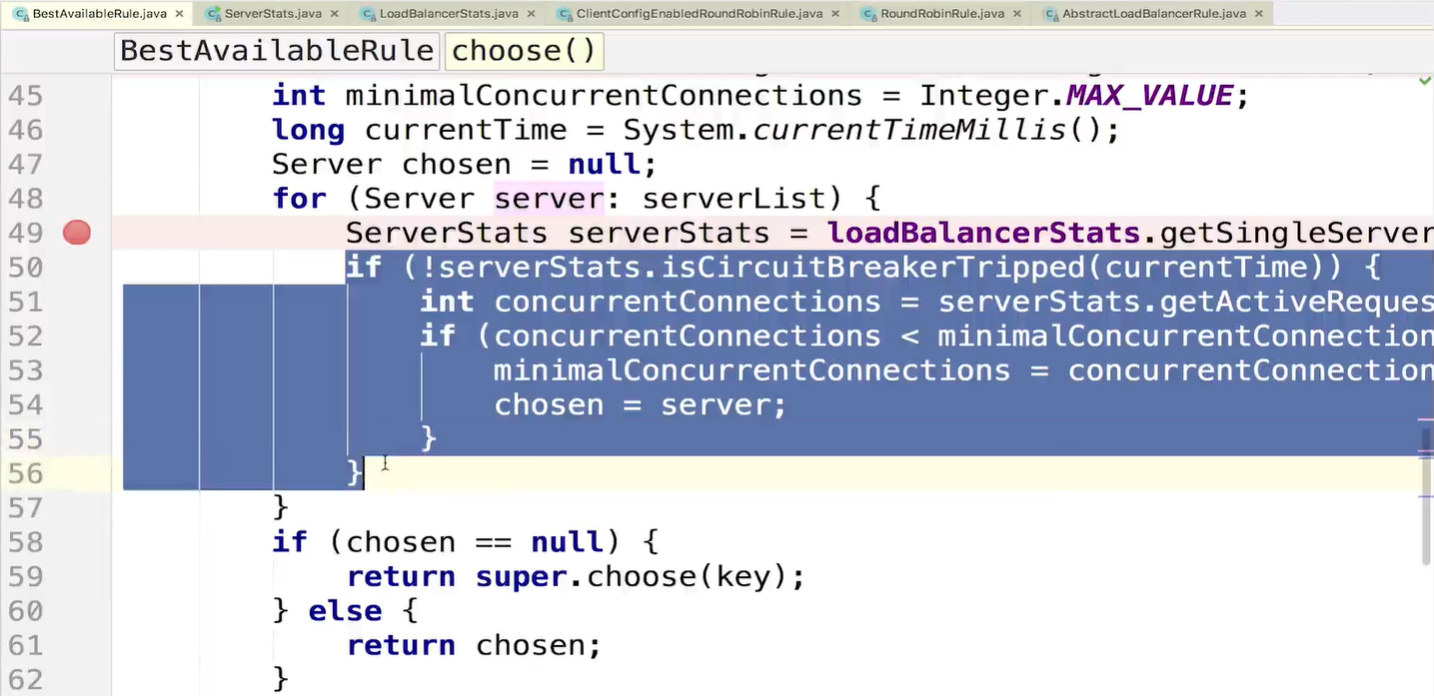 BestAvailableRule.java × ServerStats.java × LoadBalancerStats.java × ClientConfigEnabledRoundRobinRule.java × RoundRobinRule.java × AbstractLoadBalancerRule.java ×
BestAvailableRule choose()
45 int minimalConcurrentConnections = Integer.MAX_VALUE;
46 long currentTime = System.currentTimeMillis();
47 Server chosen = null;
48 for (Server server: serverList) {
49 ServerStats serverStats = loadBalancerStats.getSingleServer
50 if (!serverStats.isCircuitBreakerTripped(currentTime)) {
51 int concurrentConnections = serverStats.getActiveReques
52 if (concurrentConnections < minimalConcurrentConnection
53 minimalConcurrentConnections = concurrentConnection
54 chosen = server;
55 }
56 }
57 }
58 if (chosen == null) {
59 return super.choose(key);
60 } else {
61 return chosen;
62 }